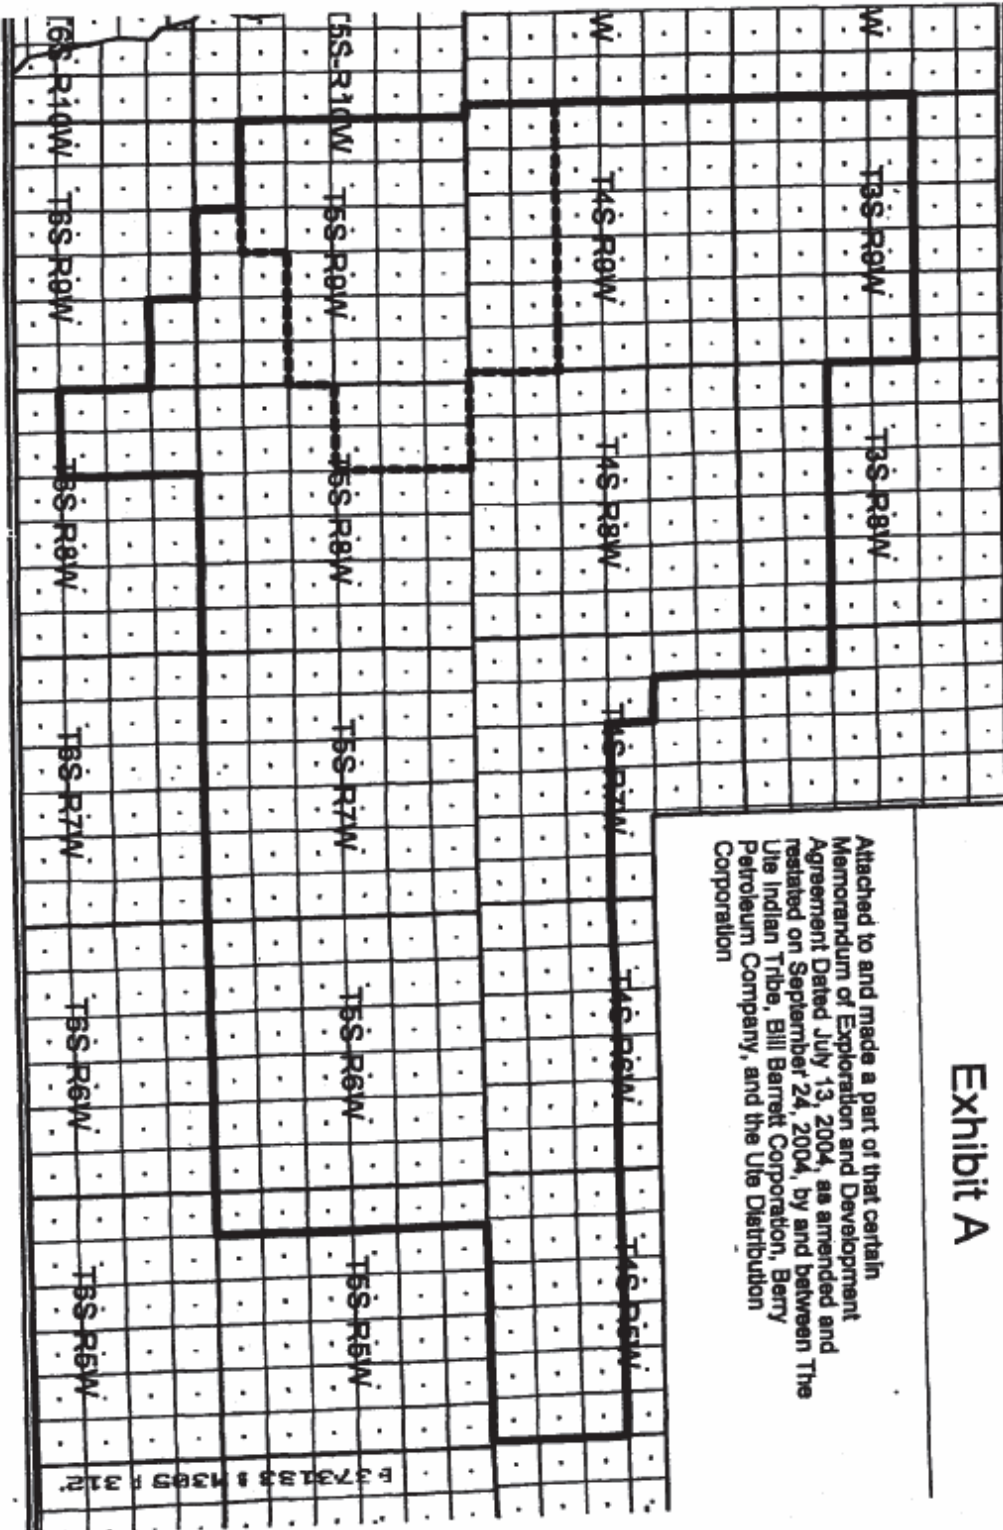 Exhibit A
Attached to and made a part of that certain
Memorandum of Exploration and Development
Agreement Dated July 13, 2004, as amended and
restated on September 24, 2004, by and between The
Ute Indian Tribe, Bill Barrett Corporation, Berry
Petroleum Company, and the Ute Distribution
Corporation
W T3S-R9W T3S-R8W
W T4S-R9W T4S-R8W T4S-R7W T4S-R6W T4S-R5W
5S-R10W T5S-R9W T5S-R8W T5S-R7W T5S-R6W T5S-R5W
6S-R10W T6S-R9W T6S-R8W T6S-R7W T6S-R6W T6S-R5W
E 373133 B M305 P 312